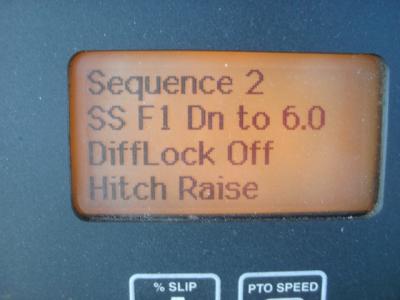 Sequence 2
SS F1 Dn to 6.0
DiffLock Off
Hitch Raise
% SLIP PTO SPEED